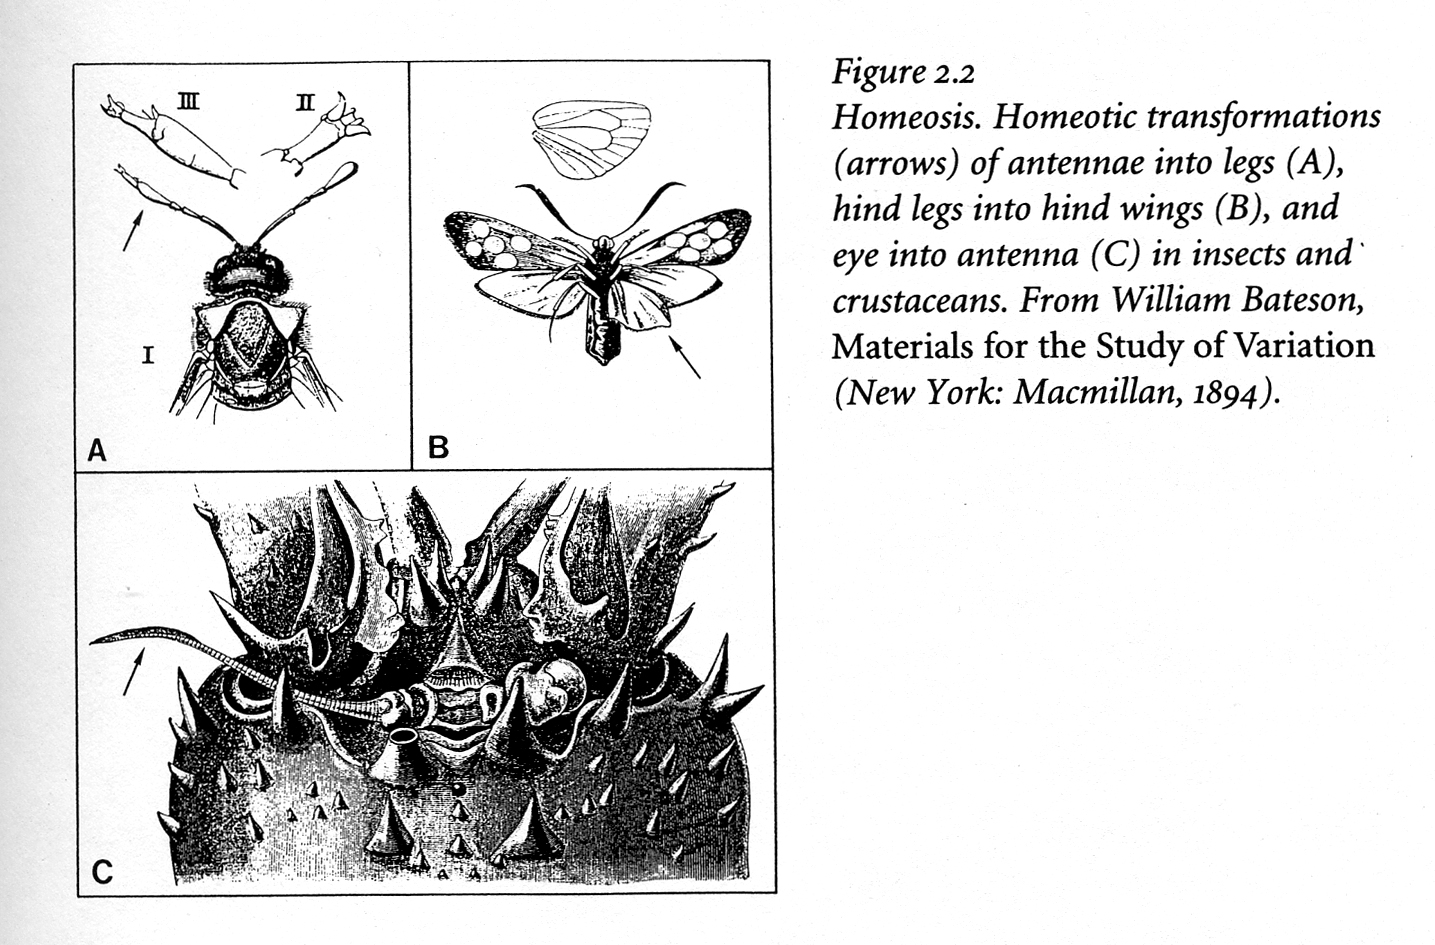 III
II
I
A
B
C
Figure 2.2
Homeosis. Homeotic transformations
(arrows) of antennae into legs (A),
hind legs into hind wings (B), and
eye into antenna (C) in insects and
crustaceans. From William Bateson,
Materials for the Study of Variation
(New York: Macmillan, 1894).